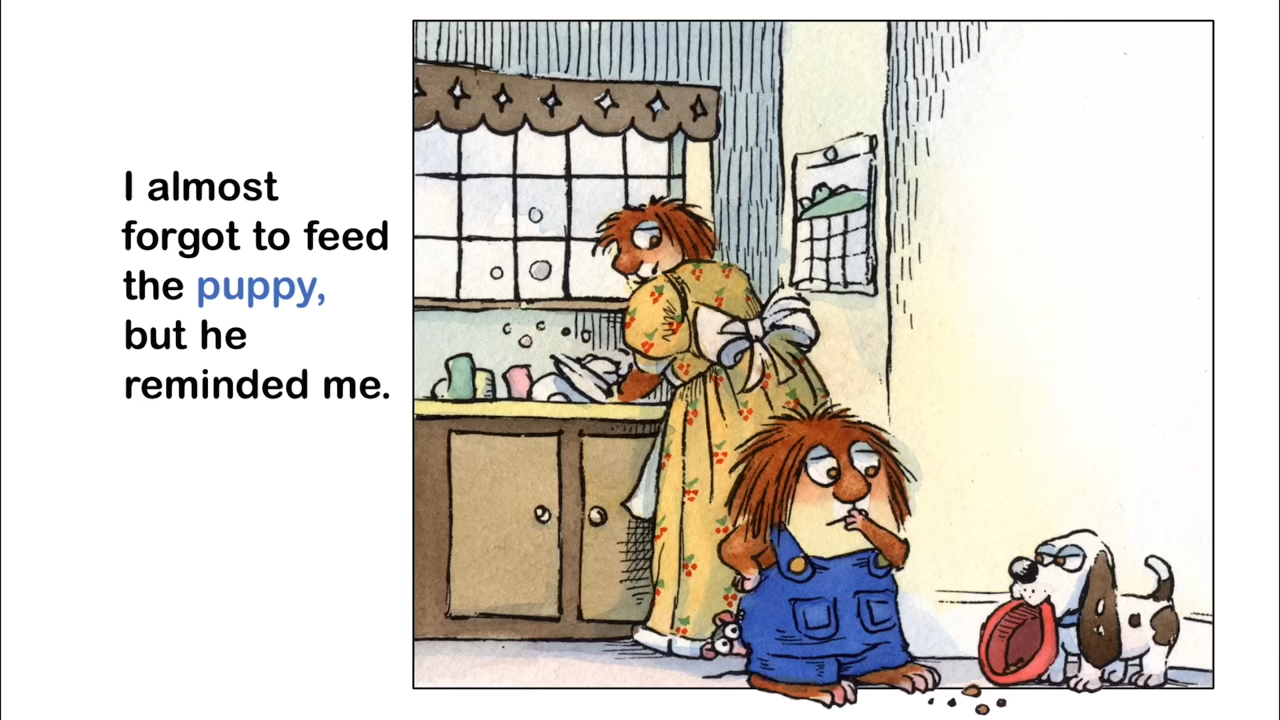 I almost
forgot to feed
the puppy,
but he
reminded me.